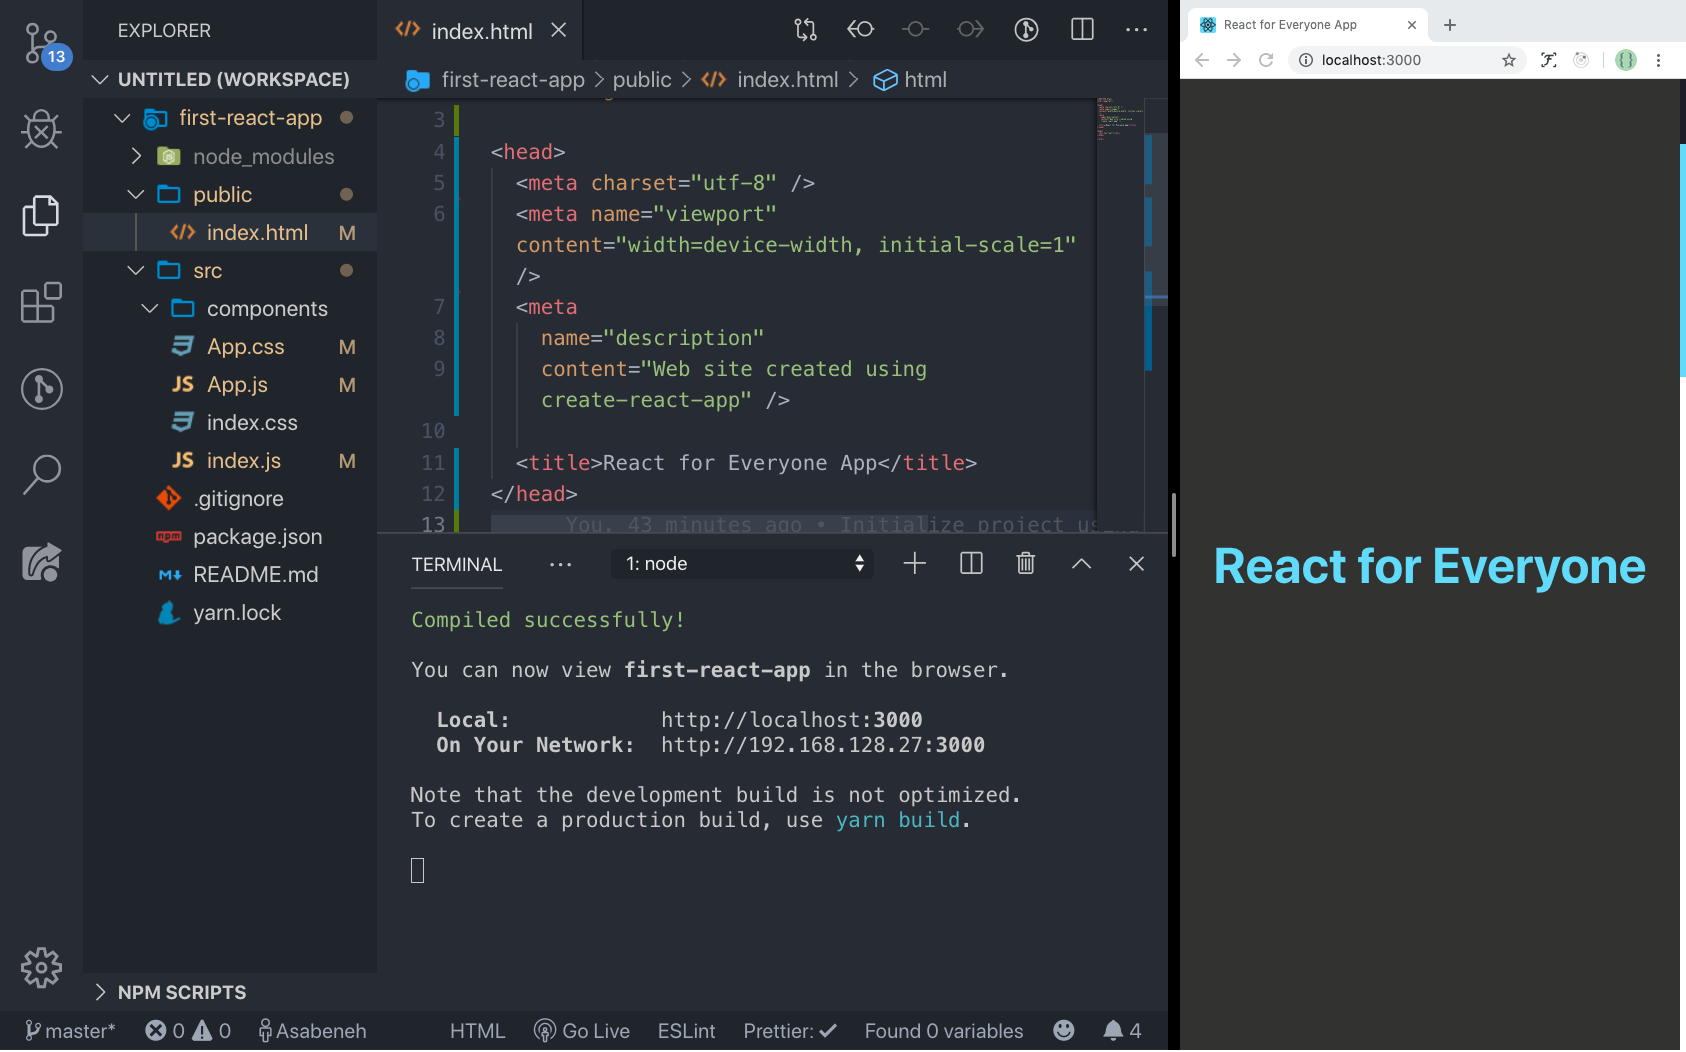 13
EXPLORER
UNTITLED (WORKSPACE)
first-react-app
node_modules
public
index.html M
src
components
App.css M
JS App.js M
index.css
JS index.js M
.gitignore
npm package.json
README.md
yarn.lock
NPM SCRIPTS
index.html
first-react-app > public > index.html > html
3
4 <head>
5 <meta charset="utf-8" />
6 <meta name="viewport"
content="width=device-width, initial-scale=1"
/>
7 <meta
8 name="description"
9 content="Web site created using
create-react-app" />
10
11 <title>React for Everyone App</title>
12 </head>
13 You, 43 minutes ago • Initialize project
TERMINAL ... 1: node
Compiled successfully!
You can now view first-react-app in the browser.
Local: http://localhost:3000
On Your Network: http://192.168.128.27:3000
Note that the development build is not optimized.
To create a production build, use yarn build.
master* 0 0 Asabeneh HTML Go Live ESLint Prettier: ✓ Found 0 variables 4
React for Everyone App
localhost:3000
React for Everyone